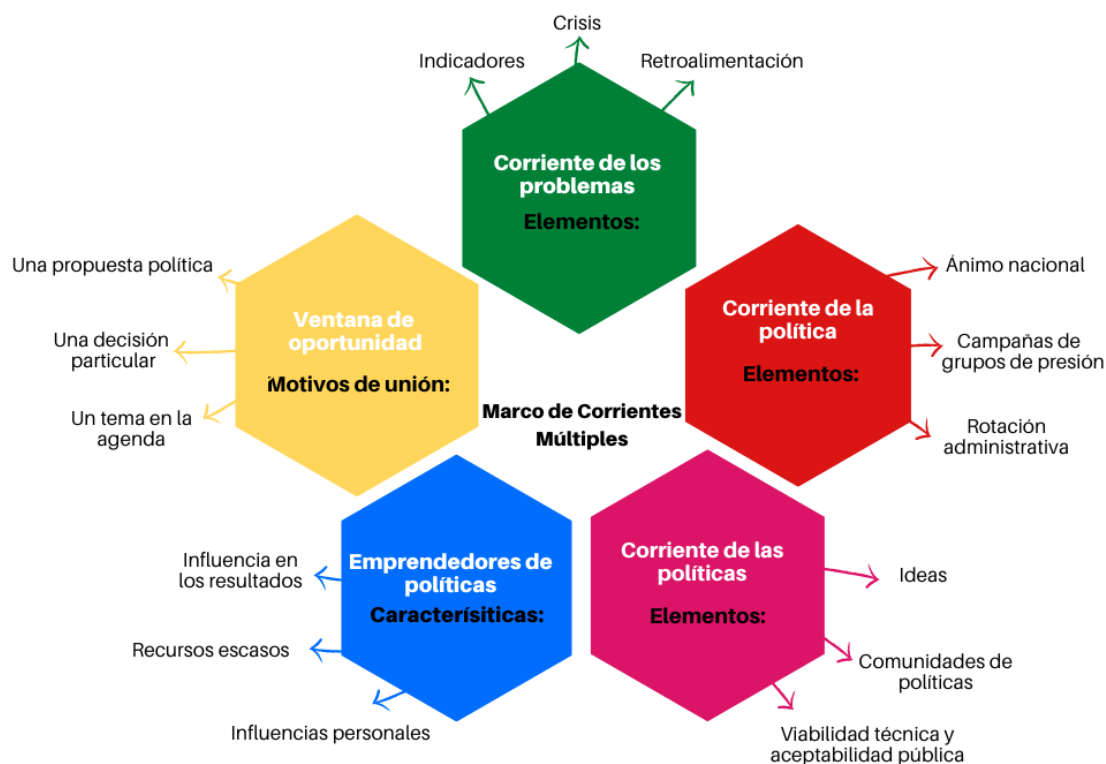 Crisis
Indicadores
Retroalimentación
Corriente de los
problemas
Elementos:
Una propuesta política
Una decisión
particular
Un tema en la
agenda
Ventana de
oportunidad
Motivos de unión:
Corriente de la
política
Elementos:
Ánimo nacional
Campañas de
grupos de presión
Rotación
administrativa
Marco de Corrientes
Múltiples
Influencia en
los resultados
Recursos escasos
Influencias personales
Emprendedores de
políticas
Caracterísiticas:
Corriente de las
políticas
Elementos:
Ideas
Comunidades de
políticas
Viabilidad técnica y
aceptabilidad pública